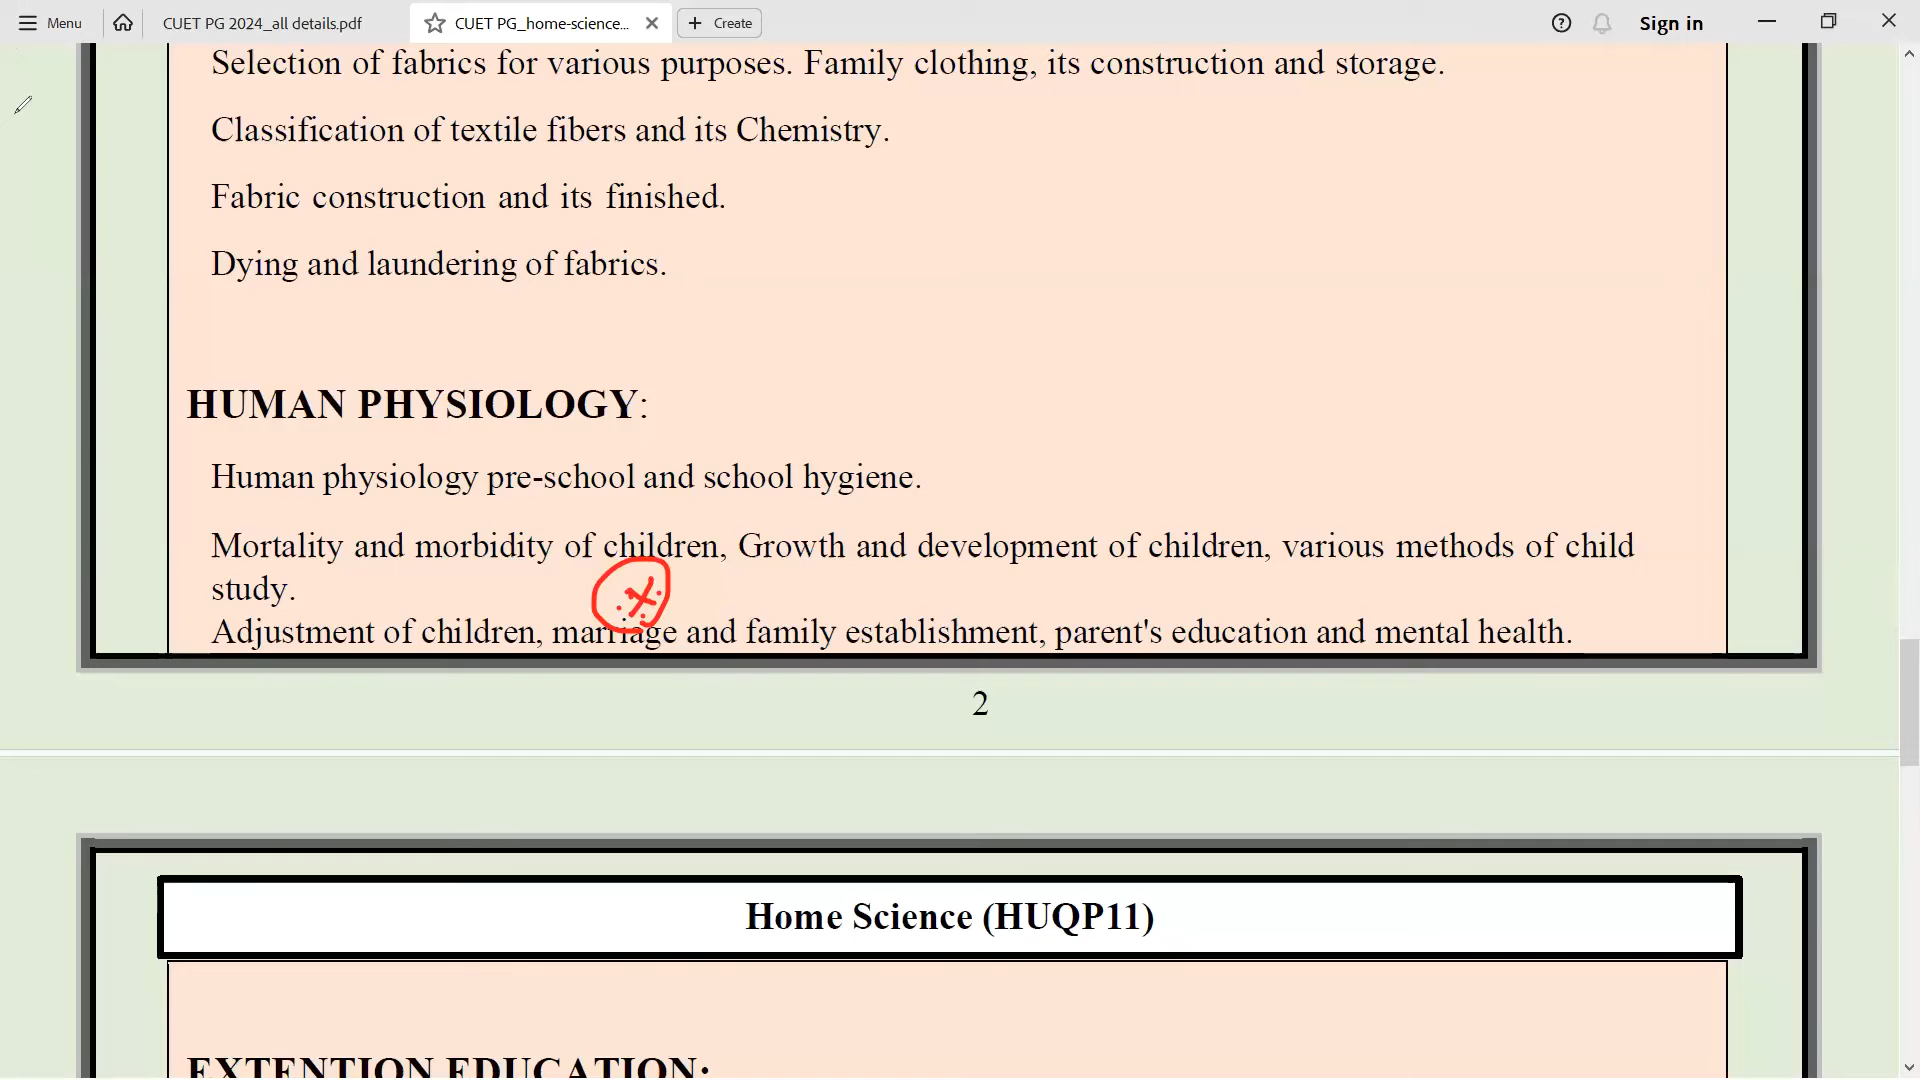 Menu
CUET PG 2024_all details.pdf
CUET PG_home-science...
Create
Sign in
Selection of fabrics for various purposes. Family clothing, its construction and storage.
Classification of textile fibers and its Chemistry.
Fabric construction and its finished.
Dying and laundering of fabrics.
HUMAN PHYSIOLOGY:
Human physiology pre-school and school hygiene.
Mortality and morbidity of children, Growth and development of children, various methods of child
study.
Adjustment of children, marriage and family establishment, parent's education and mental health.
2
Home Science (HUQP11)
EXTENTION EDUCATION: